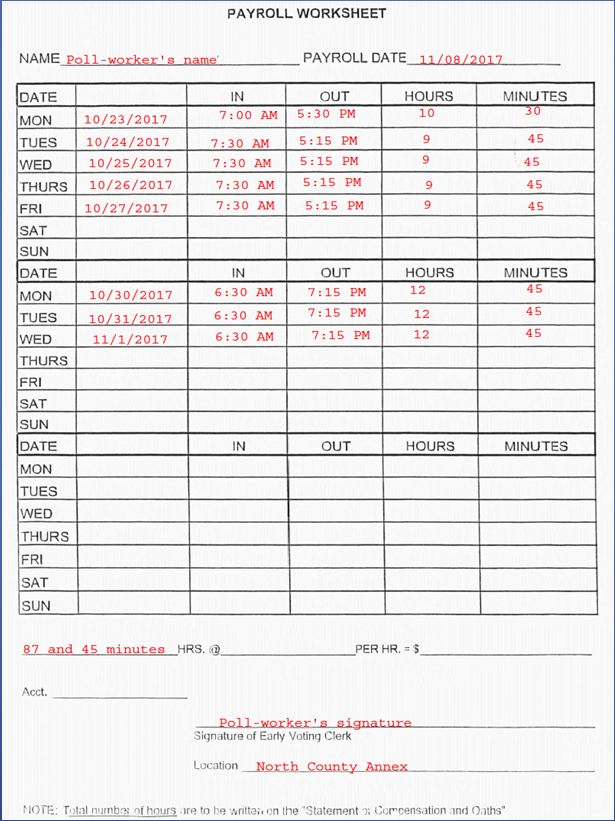 PAYROLL WORKSHEET
NAME Poll-worker's name PAYROLL DATE 11/08/2017
DATE IN OUT HOURS MINUTES
MON 10/23/2017 7:00 AM 5:30 PM 10 30
TUES 10/24/2017 7:30 AM 5:15 PM 9 45
WED 10/25/2017 7:30 AM 5:15 PM 9 45
THURS 10/26/2017 7:30 AM 5:15 PM 9 45
FRI 10/27/2017 7:30 AM 5:15 PM 9 45
SAT
SUN
DATE IN OUT HOURS MINUTES
MON 10/30/2017 6:30 AM 7:15 PM 12 45
TUES 10/31/2017 6:30 AM 7:15 PM 12 45
WED 11/1/2017 6:30 AM 7:15 PM 12 45
THURS
FRI
SAT
SUN
DATE IN OUT HOURS MINUTES
MON
TUES
WED
THURS
FRI
SAT
SUN
87 and 45 minutes HRS. @ PER HR. = $
Acct.
Poll-worker's signature
Signature of Early Voting Clerk
Location North County Annex
NOTE: Total number of hours are to be written on the "Statement of Compensation and Oaths"